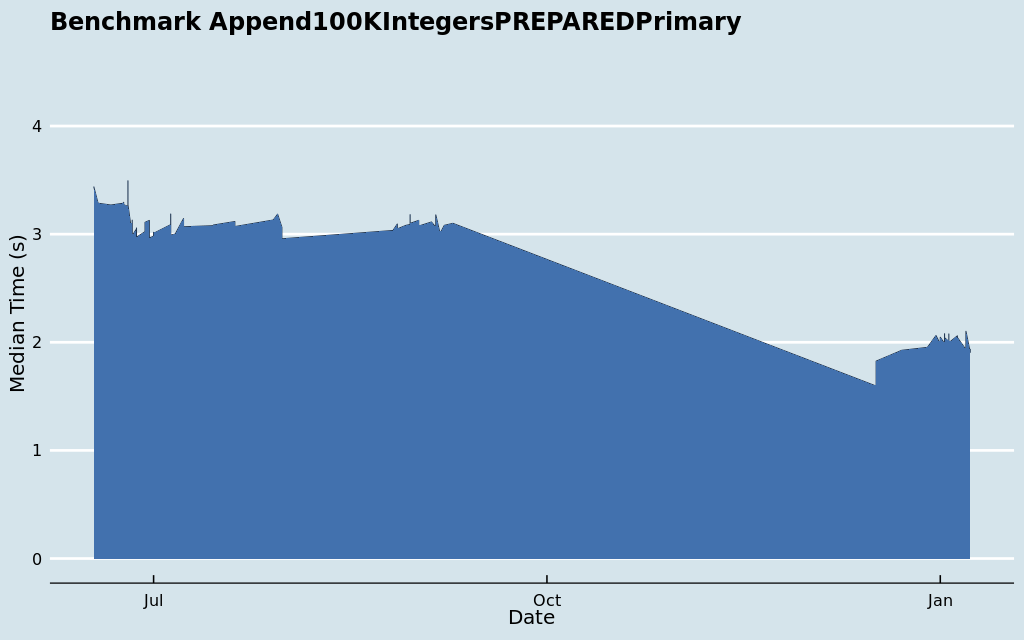 Benchmark Append100KIntegersPREPAREDPrimary
Median Time (s)
4
3
2
1
0
Jul
Oct
Jan
Date